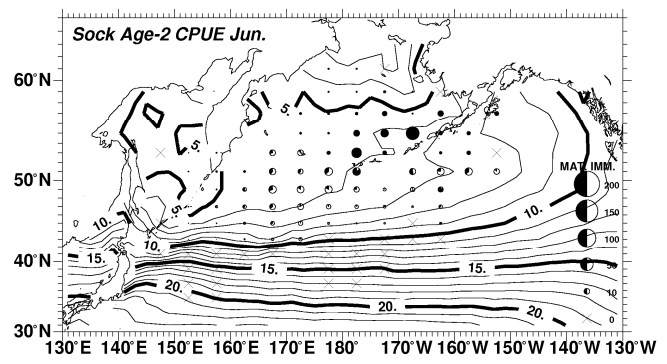 Sock Age-2 CPUE Jun.
60°N
5.
5.
50°N
MAT. IMM.
200
5.
10.
10.
150
10.
100
40°N
15.
15.
50
20.
10
20.
20.
0
30°N
130°E 140°E 150°E 160°E 170°E 180° 170°W 160°W 150°W 140°W 130°W